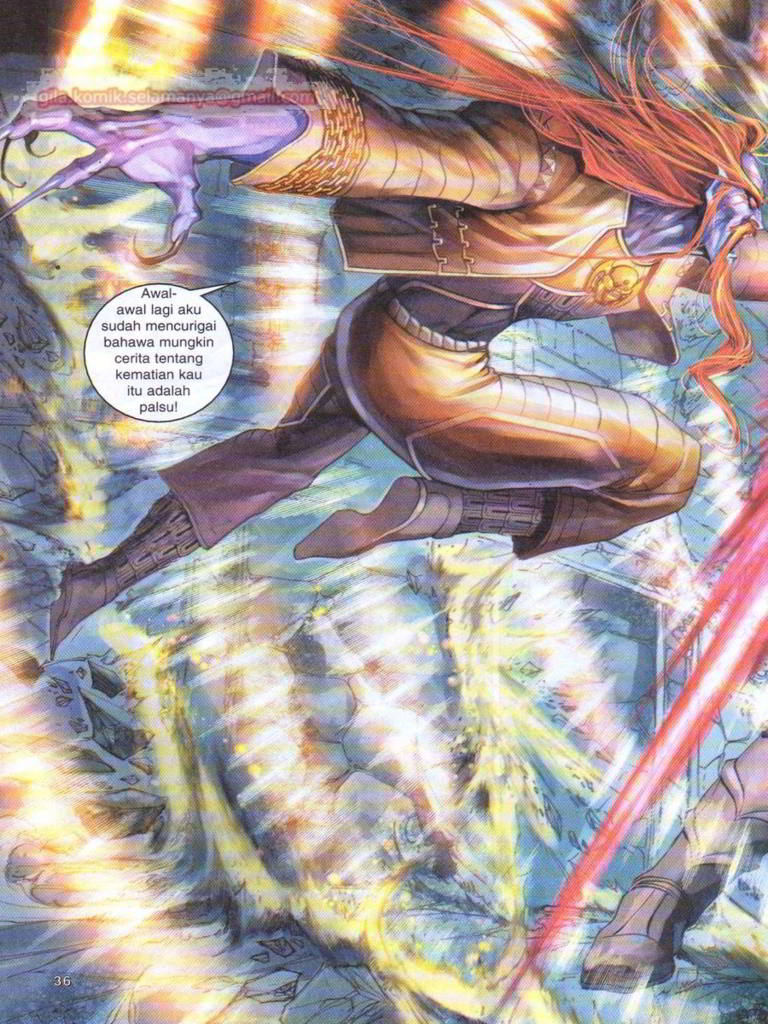 gila.komik.selamanya@gmail.com
Awal-
awal lagi aku
sudah mencurigai
bahawa mungkin
cerita tentang
kematian kau
itu adalah
palsu!
36